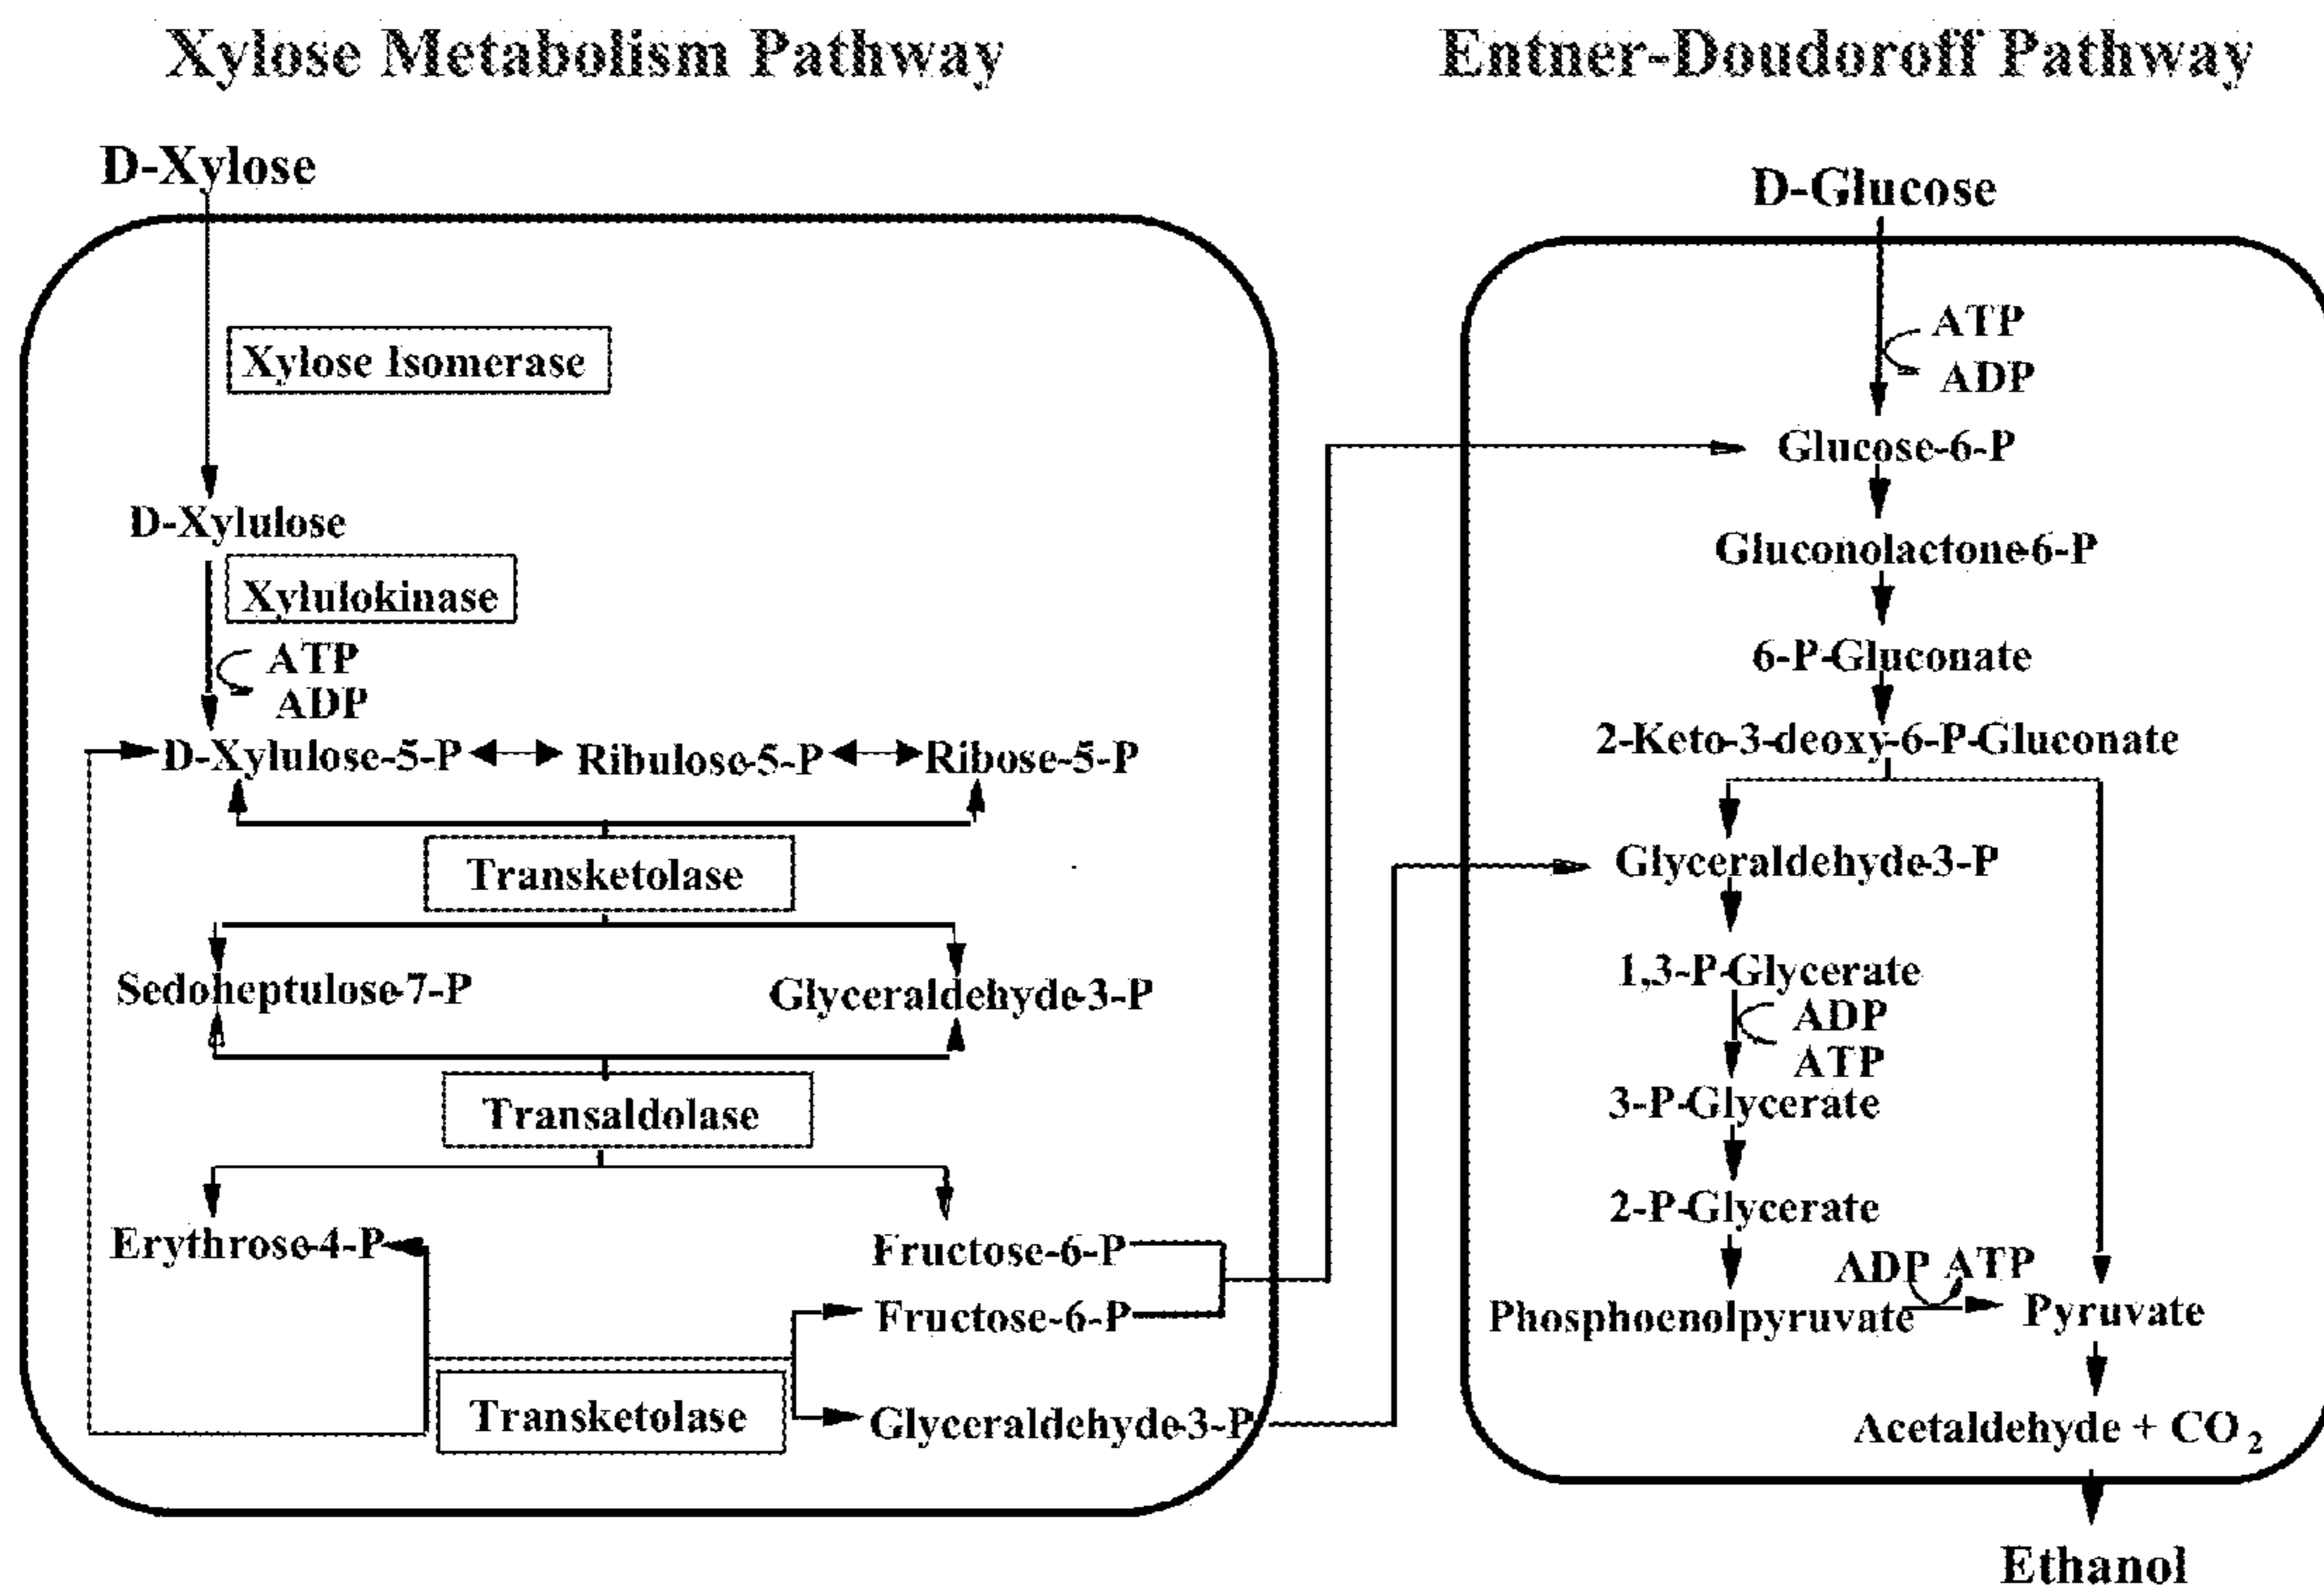 Xylose Metabolism Pathway
Entner-Doudoroff Pathway
D-Xylose
Xylose Isomerase
D-Xylulose
Xylulokinase
ATP
ADP
D-Xylulose-5-P
Ribulose-5-P
Ribose-5-P
Transketolase
Sedoheptulose-7-P
Glyceraldehyde-3-P
Transaldolase
Erythrose-4-P
Fructose-6-P
Fructose-6-P
Transketolase
Glyceraldehyde-3-P
D-Glucose
ATP
ADP
Glucose-6-P
Gluconolactone-6-P
6-P-Gluconate
2-Keto-3-deoxy-6-P-Gluconate
Glyceraldehyde-3-P
1,3-P-Glycerate
ADP
ATP
3-P-Glycerate
2-P-Glycerate
ADP ATP
Phosphoenolpyruvate
Pyruvate
Acetaldehyde + CO2
Ethanol